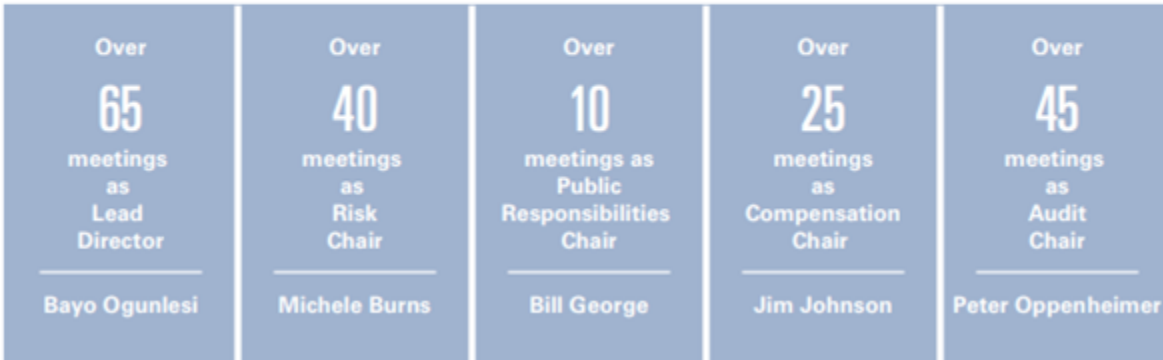 Over
65
meetings
as
Lead
Director
Bayo Ogunlesi
Over
40
meetings
as
Risk
Chair
Michele Burns
Over
10
meetings as
Public
Responsibilities
Chair
Bill George
Over
25
meetings
as
Compensation
Chair
Jim Johnson
Over
45
meetings
as
Audit
Chair
Peter Oppenheimer